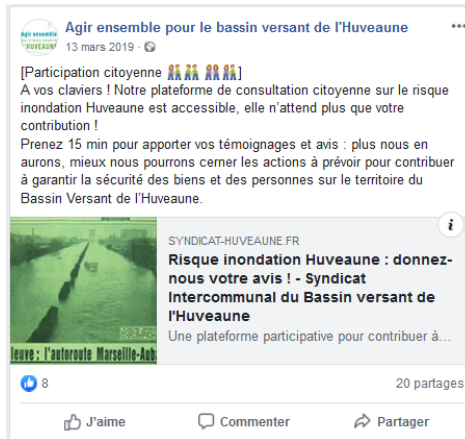 Agir ensemble
HUVEAUNE
Agir ensemble pour le bassin versant de l'Huveaune
13 mars 2019 ·
[Participation citoyenne 👫👫 👫👫]
A vos claviers ! Notre plateforme de consultation citoyenne sur le risque
inondation Huveaune est accessible, elle n'attend plus que votre
contribution !
Prenez 15 min pour apporter vos témoignages et avis : plus nous en
aurons, mieux nous pourrons cerner les actions à prévoir pour contribuer
à garantir la sécurité des biens et des personnes sur le territoire du
Bassin Versant de l'Huveaune.
SYNDICAT-HUVEAUNE.FR
Risque inondation Huveaune : donnez-
nous votre avis ! - Syndicat
Intercommunal du Bassin versant de
l'Huveaune
Une plateforme participative pour contribuer à...
leuve : l'autoroute Marseille-Aub
8
20 partages
J'aime
Commenter
Partager